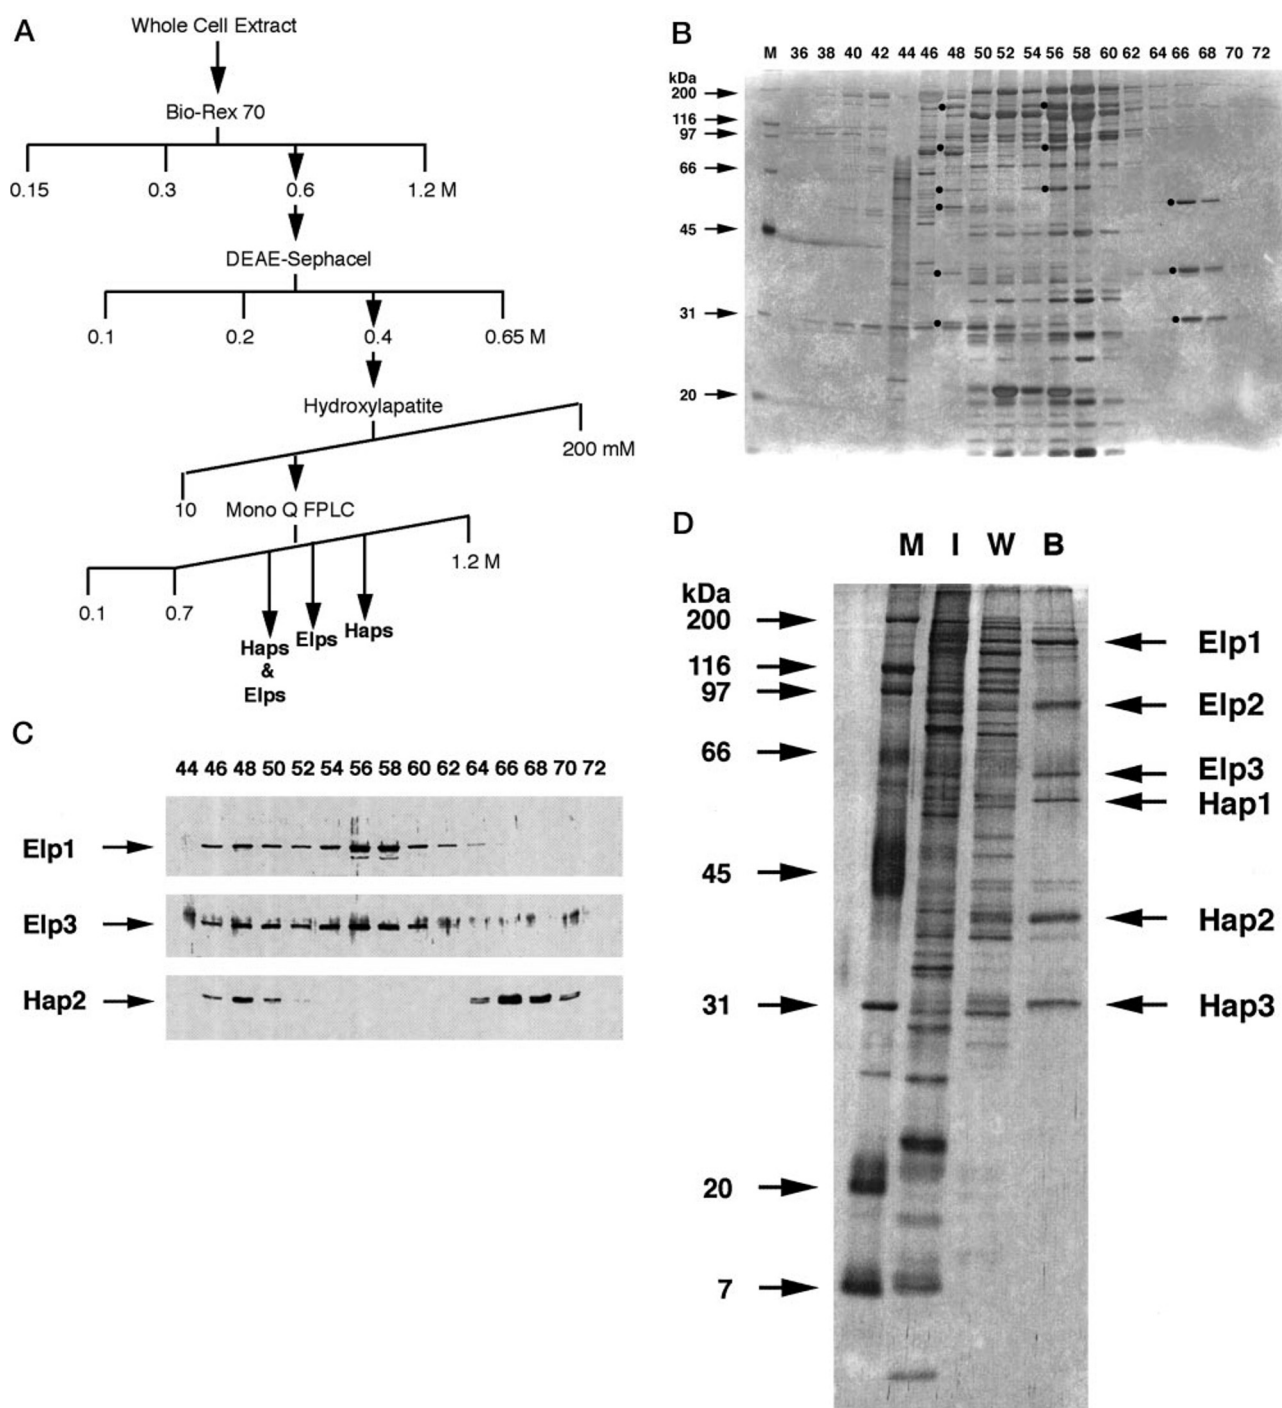 A
Whole Cell Extract
Bio-Rex 70
0.15 0.3 0.6 1.2 M
DEAE-Sephacel
0.1 0.2 0.4 0.65 M
Hydroxylapatite
10 200 mM
Mono Q FPLC
0.1 0.7 1.2 M
Haps
&
Elps
Elps
Haps
B
M 36 38 40 42 44 46 48 50 52 54 56 58 60 62 64 66 68 70 72
kDa
200
116
97
66
45
31
20
C
44 46 48 50 52 54 56 58 60 62 64 66 68 70 72
Elp1
Elp3
Hap2
D
M I W B
kDa
200
116
97
66
45
31
20
7
Elp1
Elp2
Elp3
Hap1
Hap2
Hap3